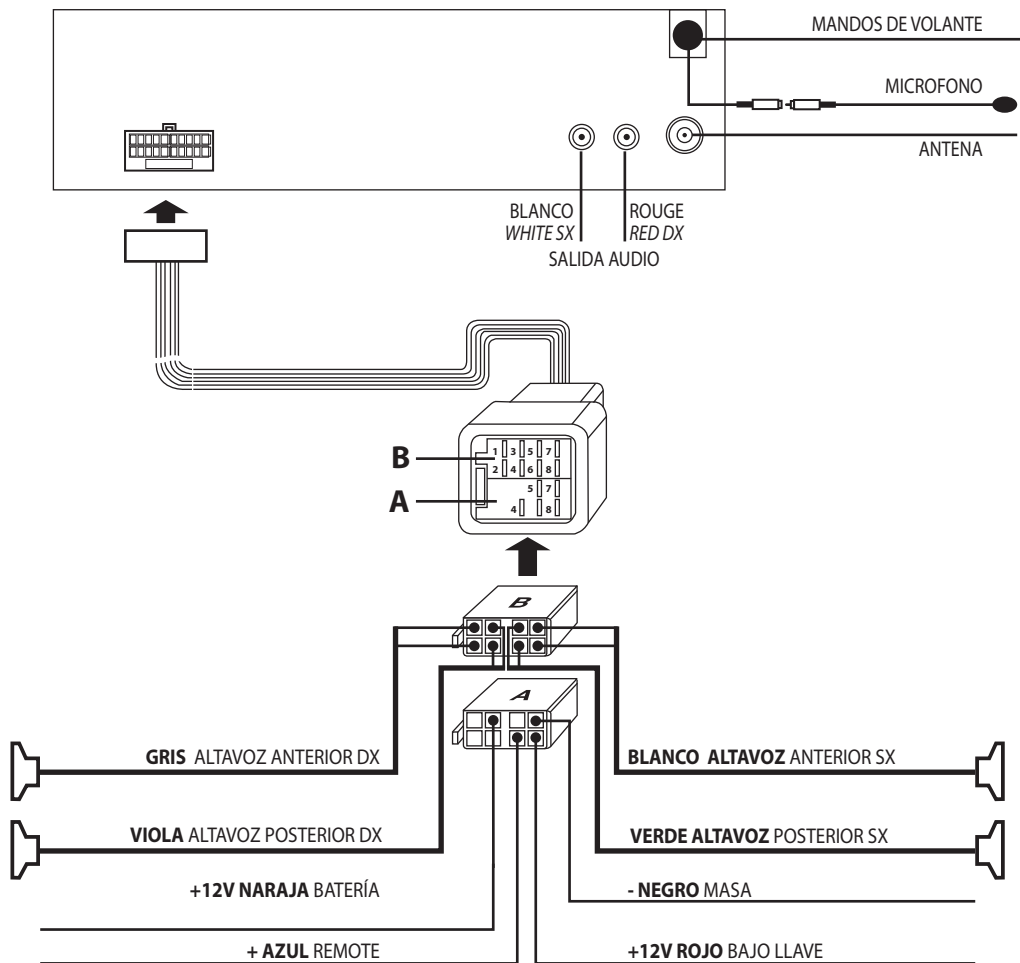 MANDOS DE VOLANTE
MICROFONO
ANTENA
BLANCO ROUGE
WHITE SX RED DX
SALIDA AUDIO
B
1 3 5 7
2 4 6 8
A
5 7
4 8
B
A
GRIS ALTAVOZ ANTERIOR DX
BLANCO ALTAVOZ ANTERIOR SX
VIOLA ALTAVOZ POSTERIOR DX
VERDE ALTAVOZ POSTERIOR SX
+12V NARAJA BATERÍA
- NEGRO MASA
+ AZUL REMOTE
+12V ROJO BAJO LLAVE